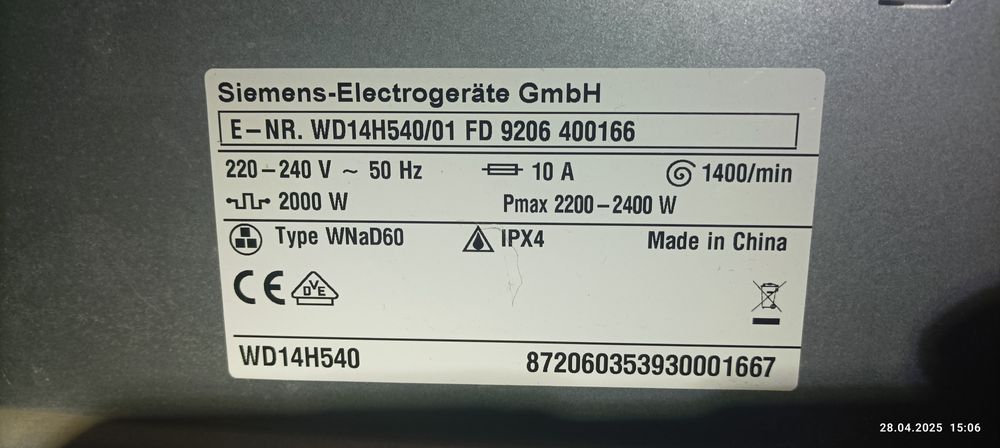 Siemens-Electrogeräte GmbH
E-NR. WD14H540/01 FD 9206 400166
220-240 V ~ 50 Hz 10 A 1400/min
2000 W Pmax 2200-2400 W
Type WNaD60 IPX4 Made in China
CE DVE
WD14H540 872060353930001667
28.04.2025 15:06